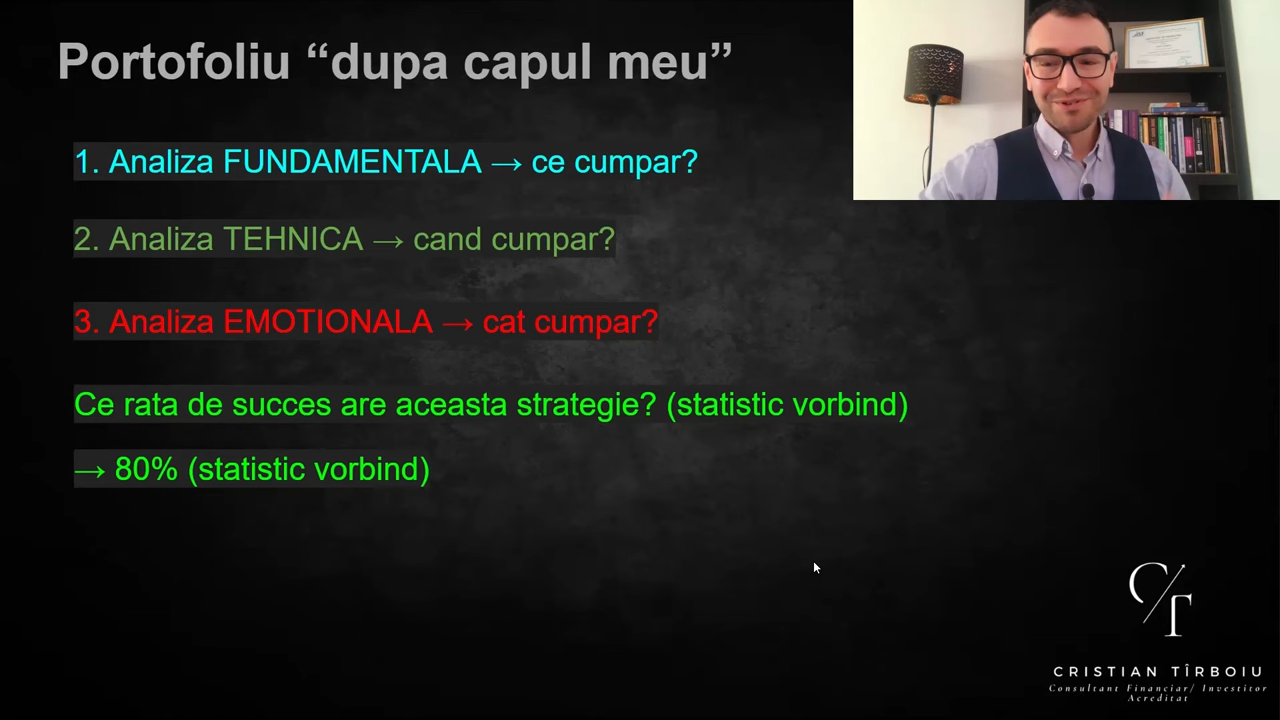 Portofoliu “dupa capul meu”
1. Analiza FUNDAMENTALA → ce cumpar?
2. Analiza TEHNICA → cand cumpar?
3. Analiza EMOTIONALA → cat cumpar?
Ce rata de succes are aceasta strategie? (statistic vorbind)
→ 80% (statistic vorbind)
CT
CRISTIAN TÎRBOIU
Consultant Financiar/ Investitor
Acreditat